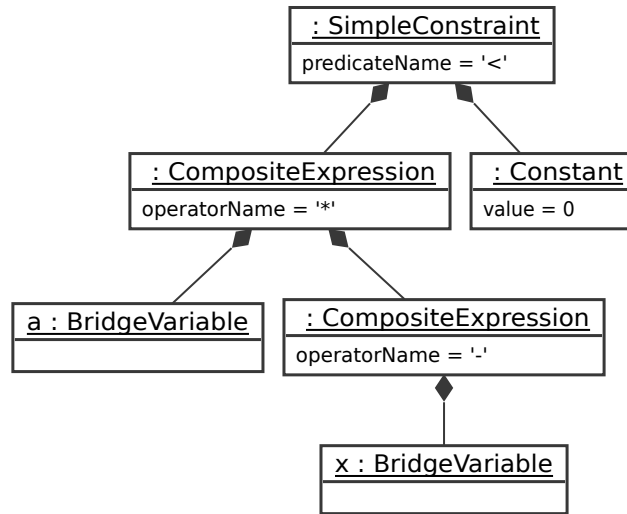 : SimpleConstraint
predicateName = '<'
: CompositeExpression
operatorName = '*'
: Constant
value = 0
a : BridgeVariable
: CompositeExpression
operatorName = '-'
x : BridgeVariable